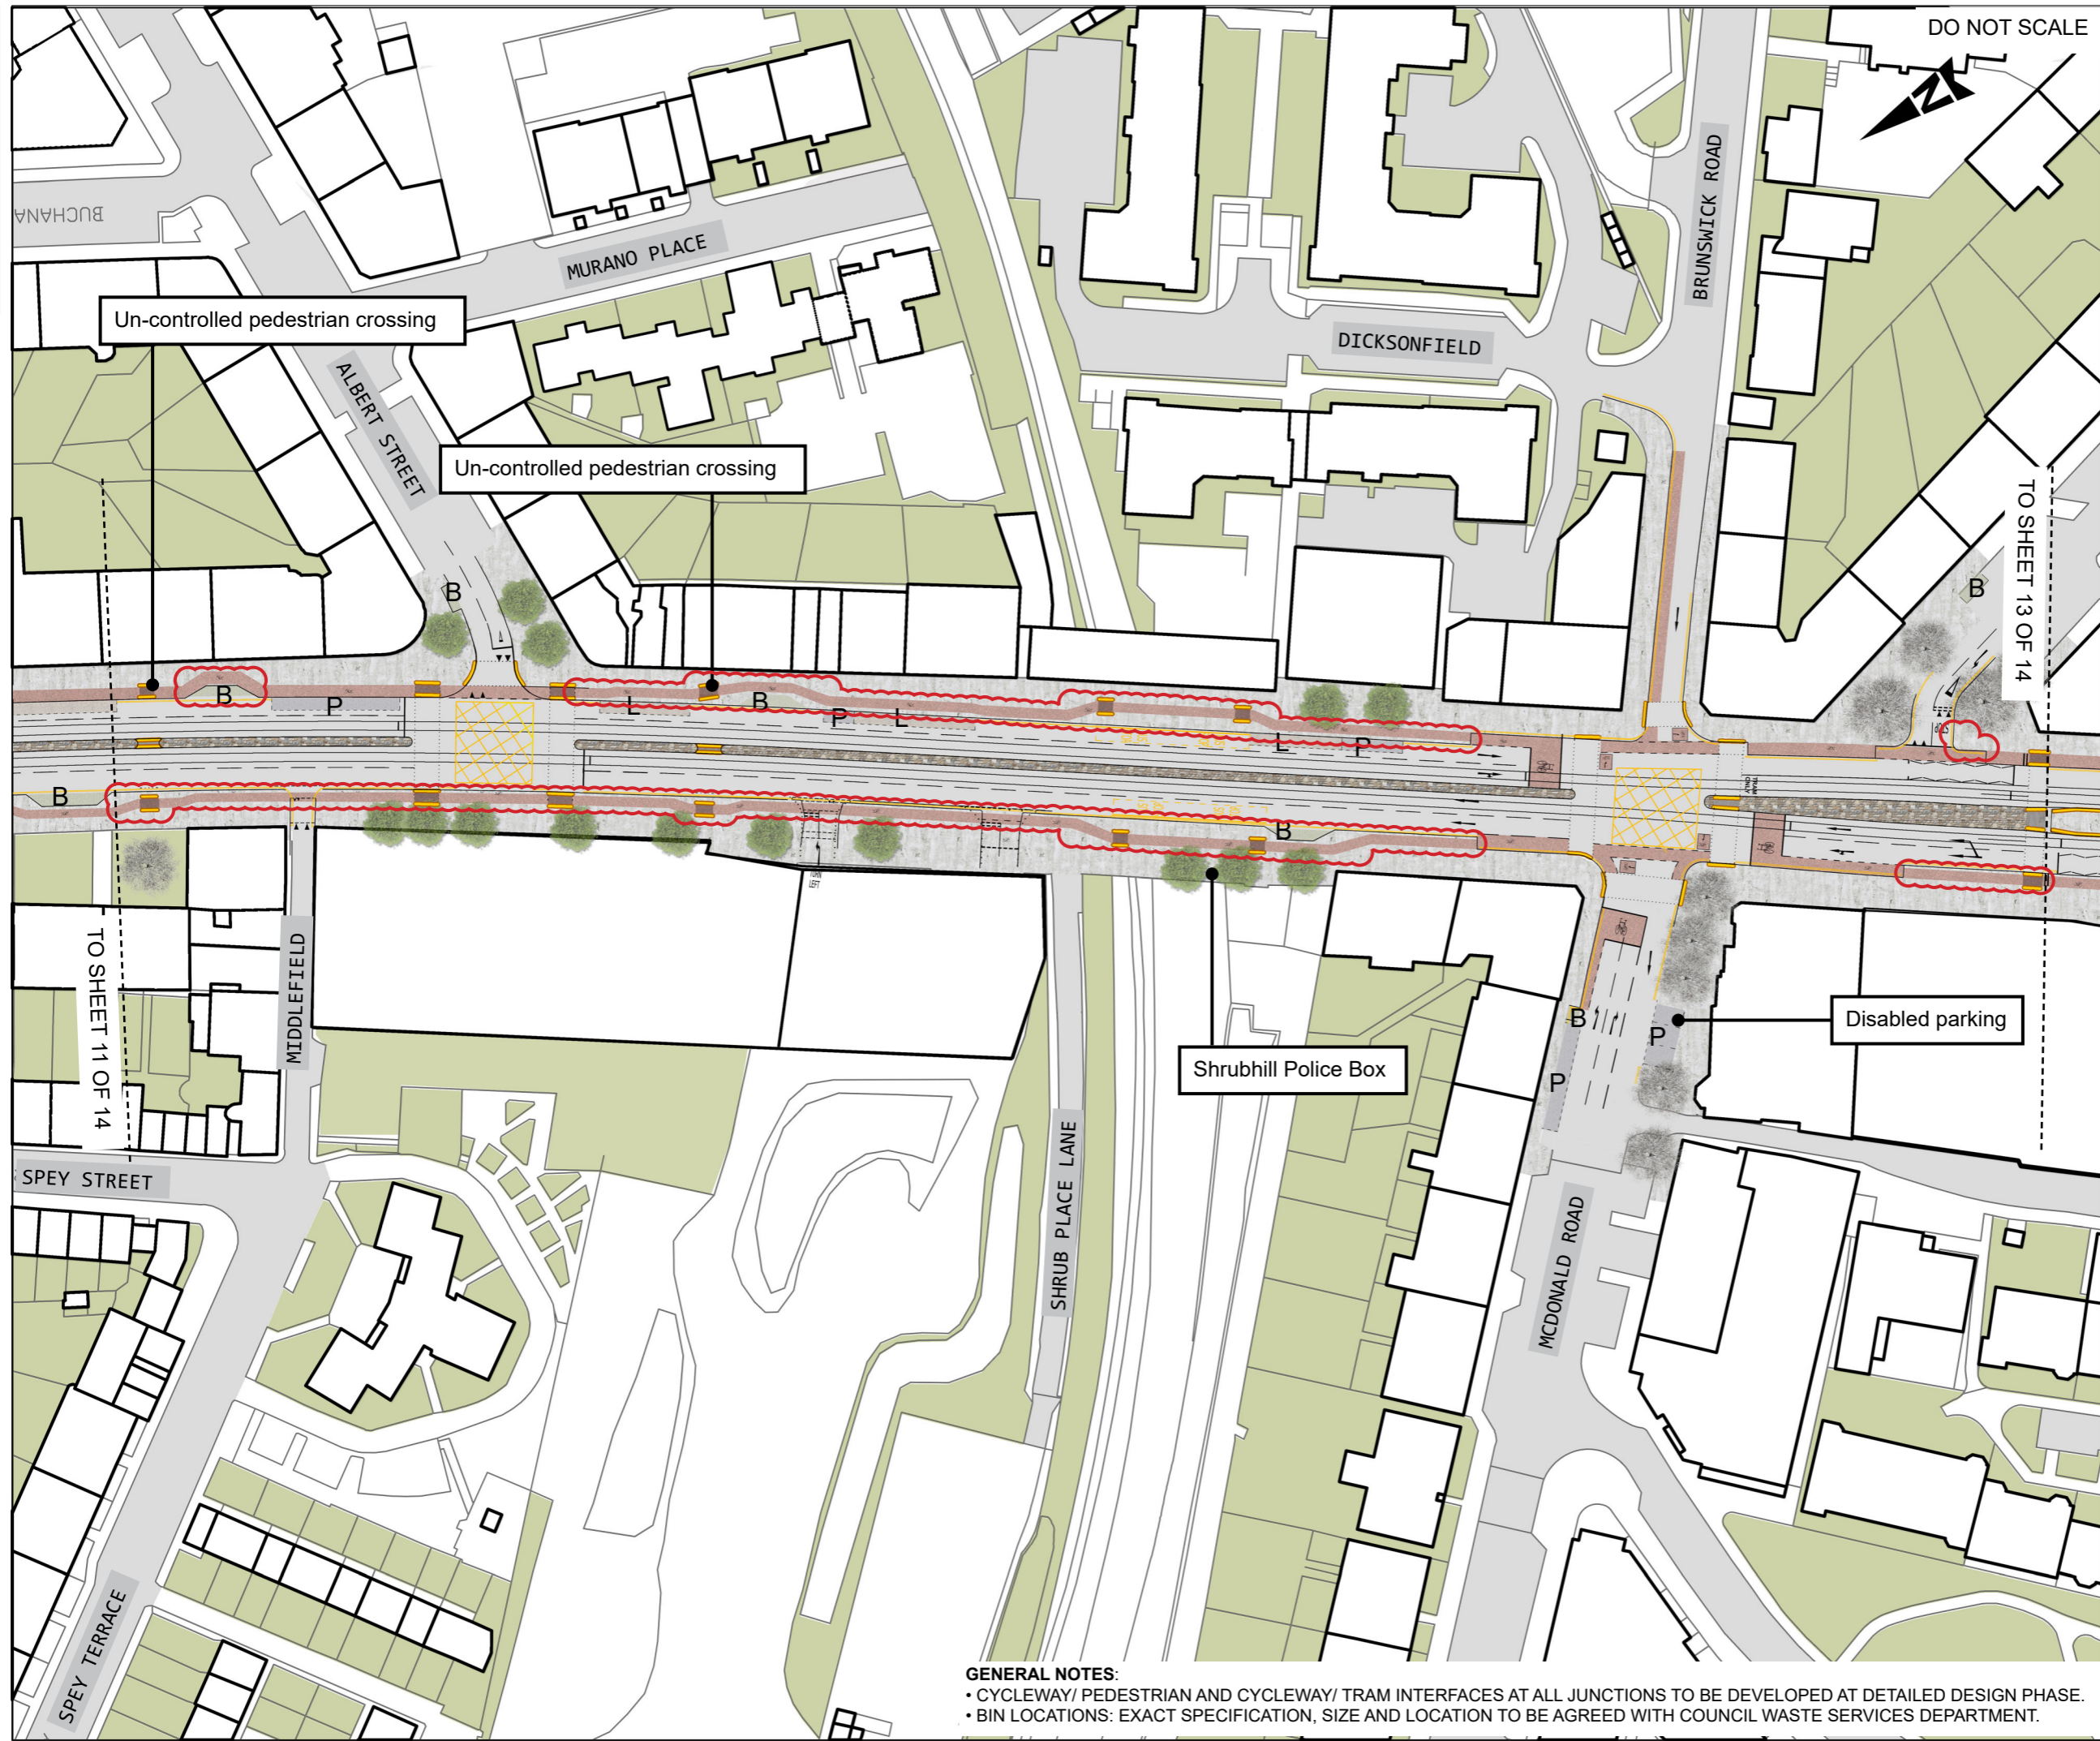 DO NOT SCALE
N
BRUNSWICK ROAD
BUCHANA
MURANO PLACE
Un-controlled pedestrian crossing
DICKSONFIELD
ALBERT STREET
Un-controlled pedestrian crossing
TO SHEET 13 OF 14
B
B
B
P
L
B
P
L
L
P
TRAM
ONLY
B
B
TO SHEET 11 OF 14
MIDDLEFIELD
B
P
P
Disabled parking
Shrubhill Police Box
SPEY STREET
SHRUB PLACE LANE
MCDONALD ROAD
SPEY TERRACE
GENERAL NOTES:
• CYCLEWAY/ PEDESTRIAN AND CYCLEWAY/ TRAM INTERFACES AT ALL JUNCTIONS TO BE DEVELOPED AT DETAILED DESIGN PHASE.
• BIN LOCATIONS: EXACT SPECIFICATION, SIZE AND LOCATION TO BE AGREED WITH COUNCIL WASTE SERVICES DEPARTMENT.